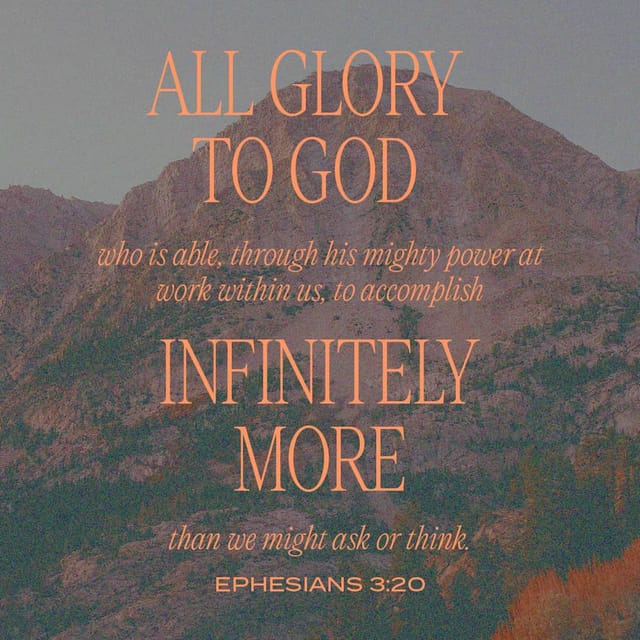 ALL GLORY
TO GOD
who is able, through his mighty power at
work within us, to accomplish
INFINITELY
MORE
than we might ask or think.
EPHESIANS 3:20